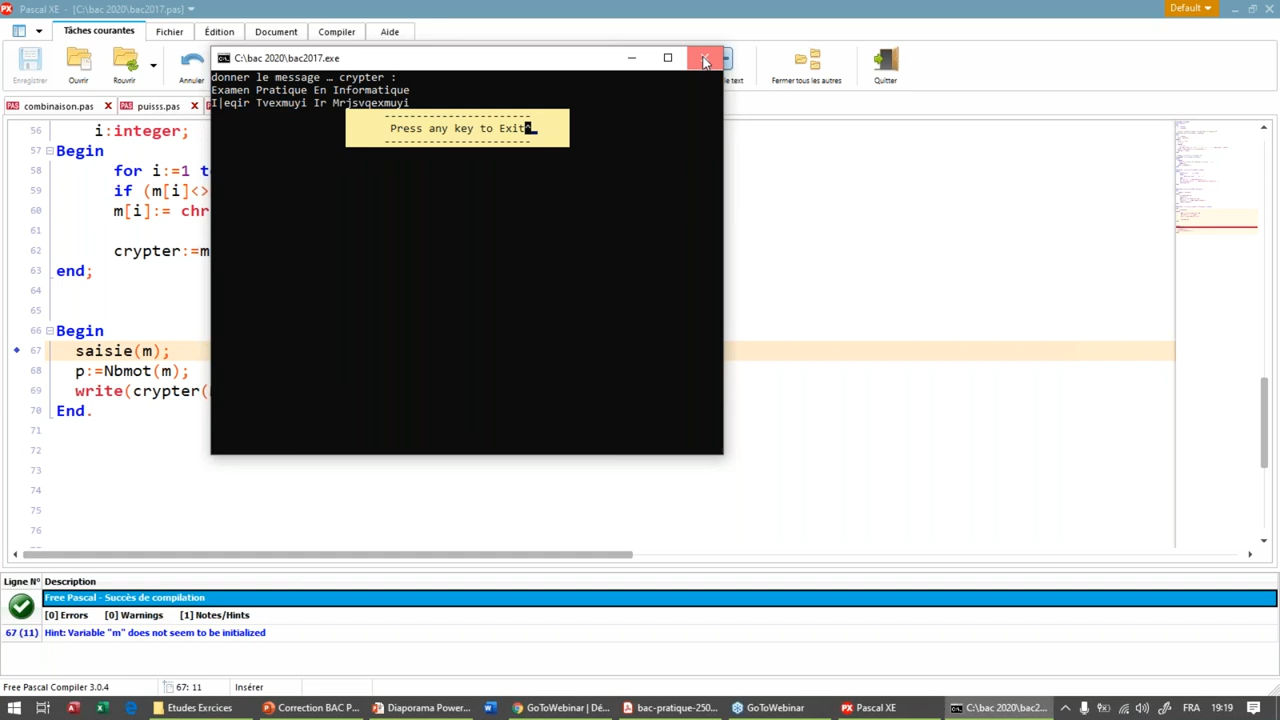 Pascal XE - [C:\bac 2020\bac2017.pas]
Default
Tâches courantes Fichier Édition Document Compiler Aide
Enregistrer Ouvrir Rouvrir Annuler le text Fermer tous les autres Quitter
combinaison.pas puisss.pas
C:\bac 2020\bac2017.exe
donner le message … crypter :
Examen Pratique En Informatique
I|eqir Tvexmuyi Ir Mrjsvqexmuyi
----------------------
Press any key to Exit^
----------------------
56 i:integer;
57 Begin
58 for i:=1 t
59 if (m[i]<>
60 m[i]:= chr
61
62 crypter:=m
63 end;
64
65
66 Begin
67 saisie(m);
68 p:=Nbmot(m);
69 write(crypter(
70 End.
71
72
73
74
75
76
Ligne N° Description
Free Pascal - Succès de compilation
[0] Errors [0] Warnings [1] Notes/Hints
67 (11) Hint: Variable "m" does not seem to be initialized
Free Pascal Compiler 3.0.4 67: 11 Insérer
Etudes Exrcices Correction BAC P... Diaporama Power... GoToWebinar | Dé... bac-pratique-250... GoToWebinar Pascal XE C:\bac 2020\bac2... FRA 19:19